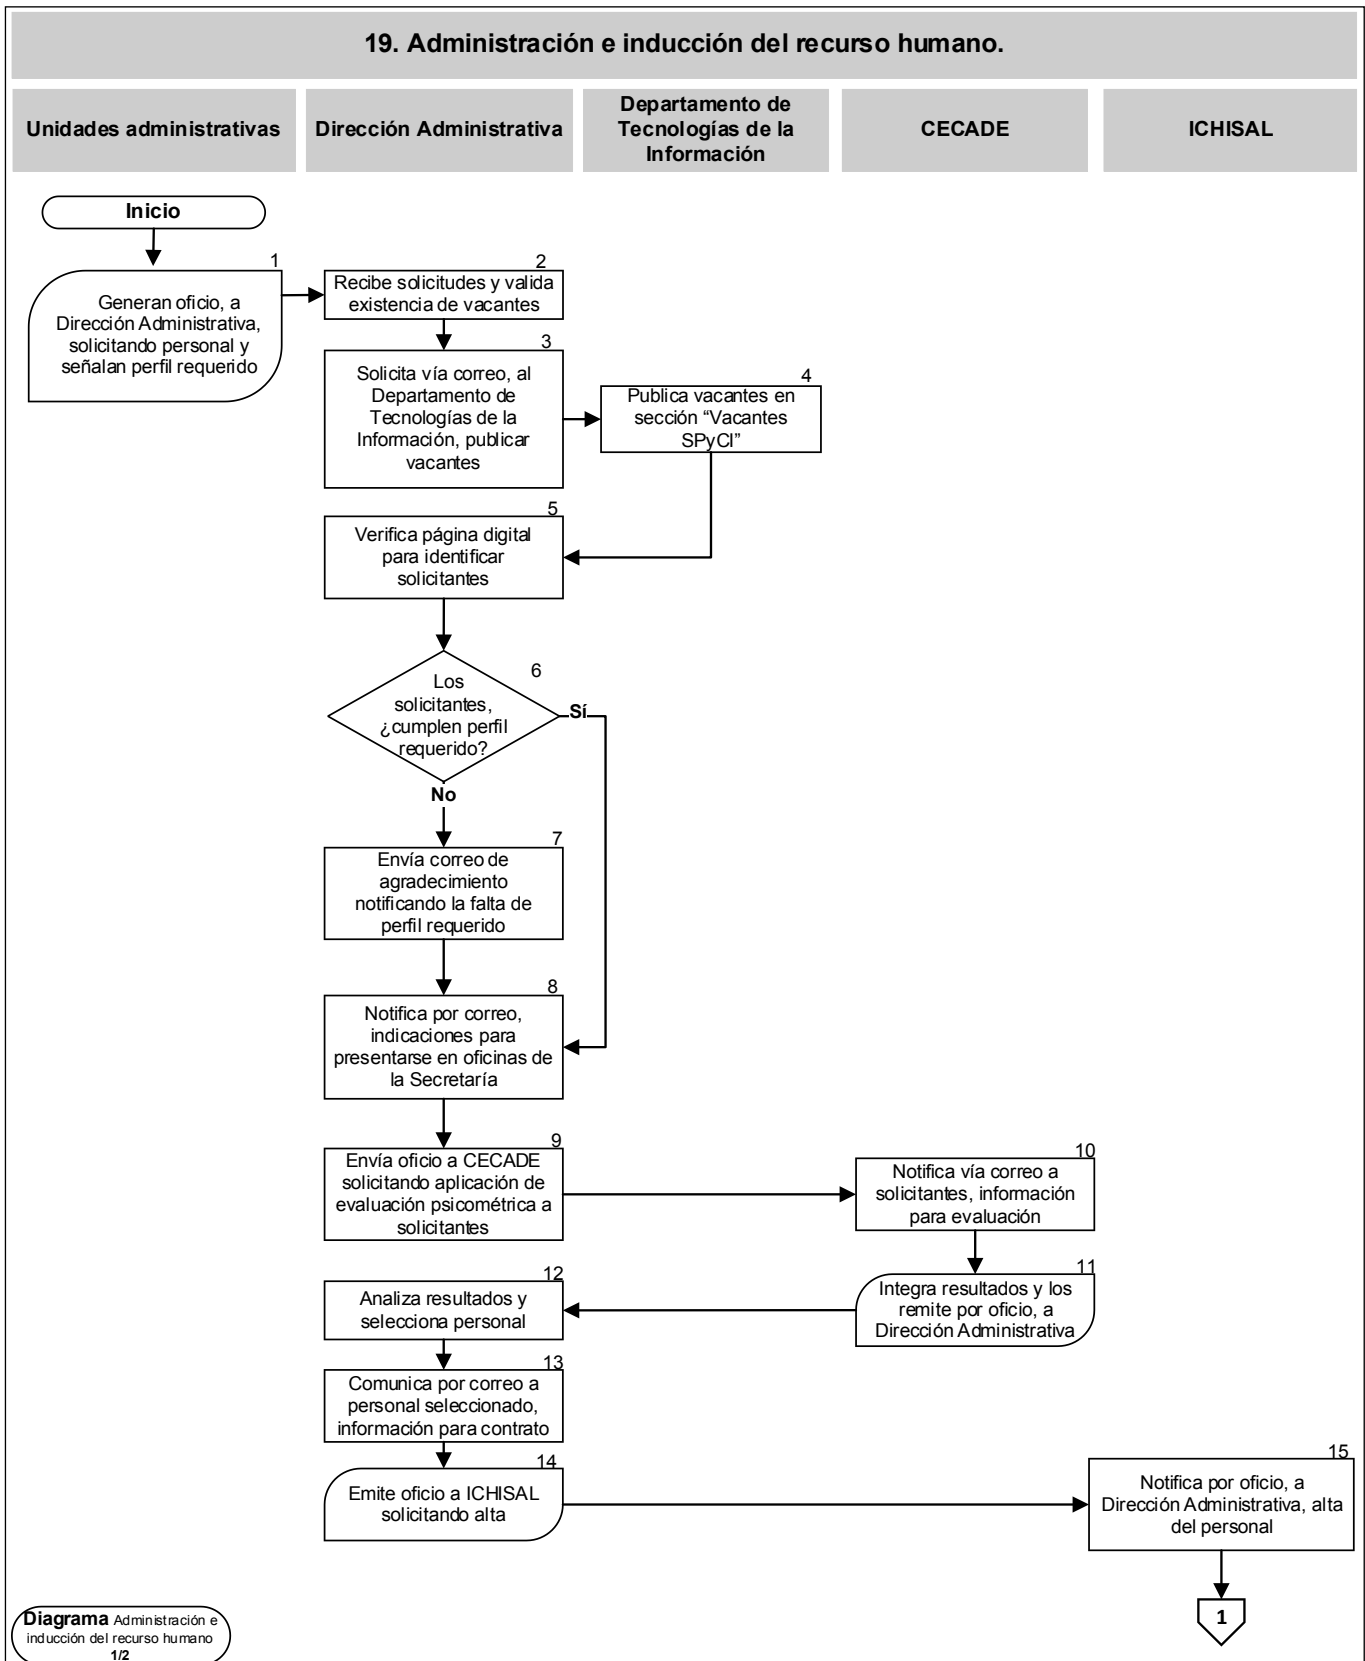 19. Administración e inducción del recurso humano.
Unidades administrativas
Dirección Administrativa
Departamento de
Tecnologías de la
Información
CECADE
ICHISAL
Inicio
1
Generan oficio, a
Dirección Administrativa,
solicitando personal y
señalan perfil requerido
2
Recibe solicitudes y valida
existencia de vacantes
3
Solicita vía correo, al
Departamento de
Tecnologías de la
Información, publicar
vacantes
4
Publica vacantes en
sección “Vacantes
SPyCI”
5
Verifica página digital
para identificar
solicitantes
6
Los
solicitantes,
¿cumplen perfil
requerido?
Sí
No
7
Envía correo de
agradecimiento
notificando la falta de
perfil requerido
8
Notifica por correo,
indicaciones para
presentarse en oficinas de
la Secretaría
9
Envía oficio a CECADE
solicitando aplicación de
evaluación psicométrica a
solicitantes
10
Notifica vía correo a
solicitantes, información
para evaluación
11
Integra resultados y los
remite por oficio, a
Dirección Administrativa
12
Analiza resultados y
selecciona personal
13
Comunica por correo a
personal seleccionado,
información para contrato
14
Emite oficio a ICHISAL
solicitando alta
15
Notifica por oficio, a
Dirección Administrativa, alta
del personal
1
Diagrama Administración e
inducción del recurso humano
1/2